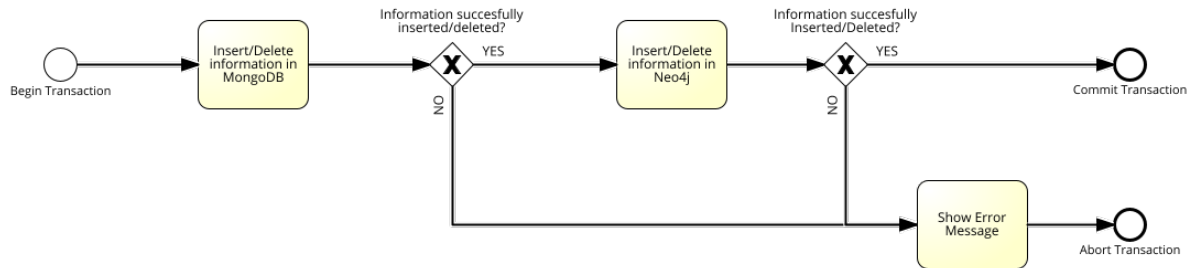 Information succesfully
inserted/deleted?
Information succesfully
Inserted/Deleted?
Insert/Delete
information in
MongoDB
YES
Insert/Delete
information in
Neo4j
YES
Begin Transaction
Commit Transaction
NO
NO
Show Error
Message
Abort Transaction